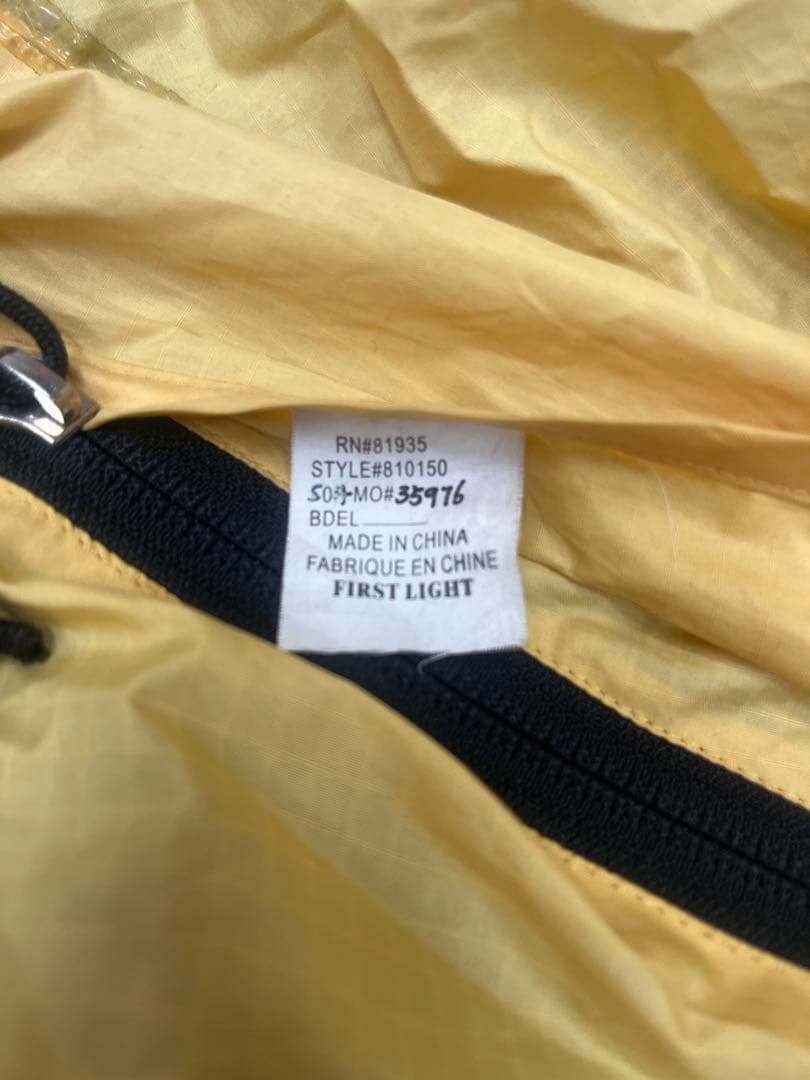 RN#81935
STYLE#810150
MO#35976
BDEL
MADE IN CHINA
FABRIQUE EN CHINE
FIRST LIGHT